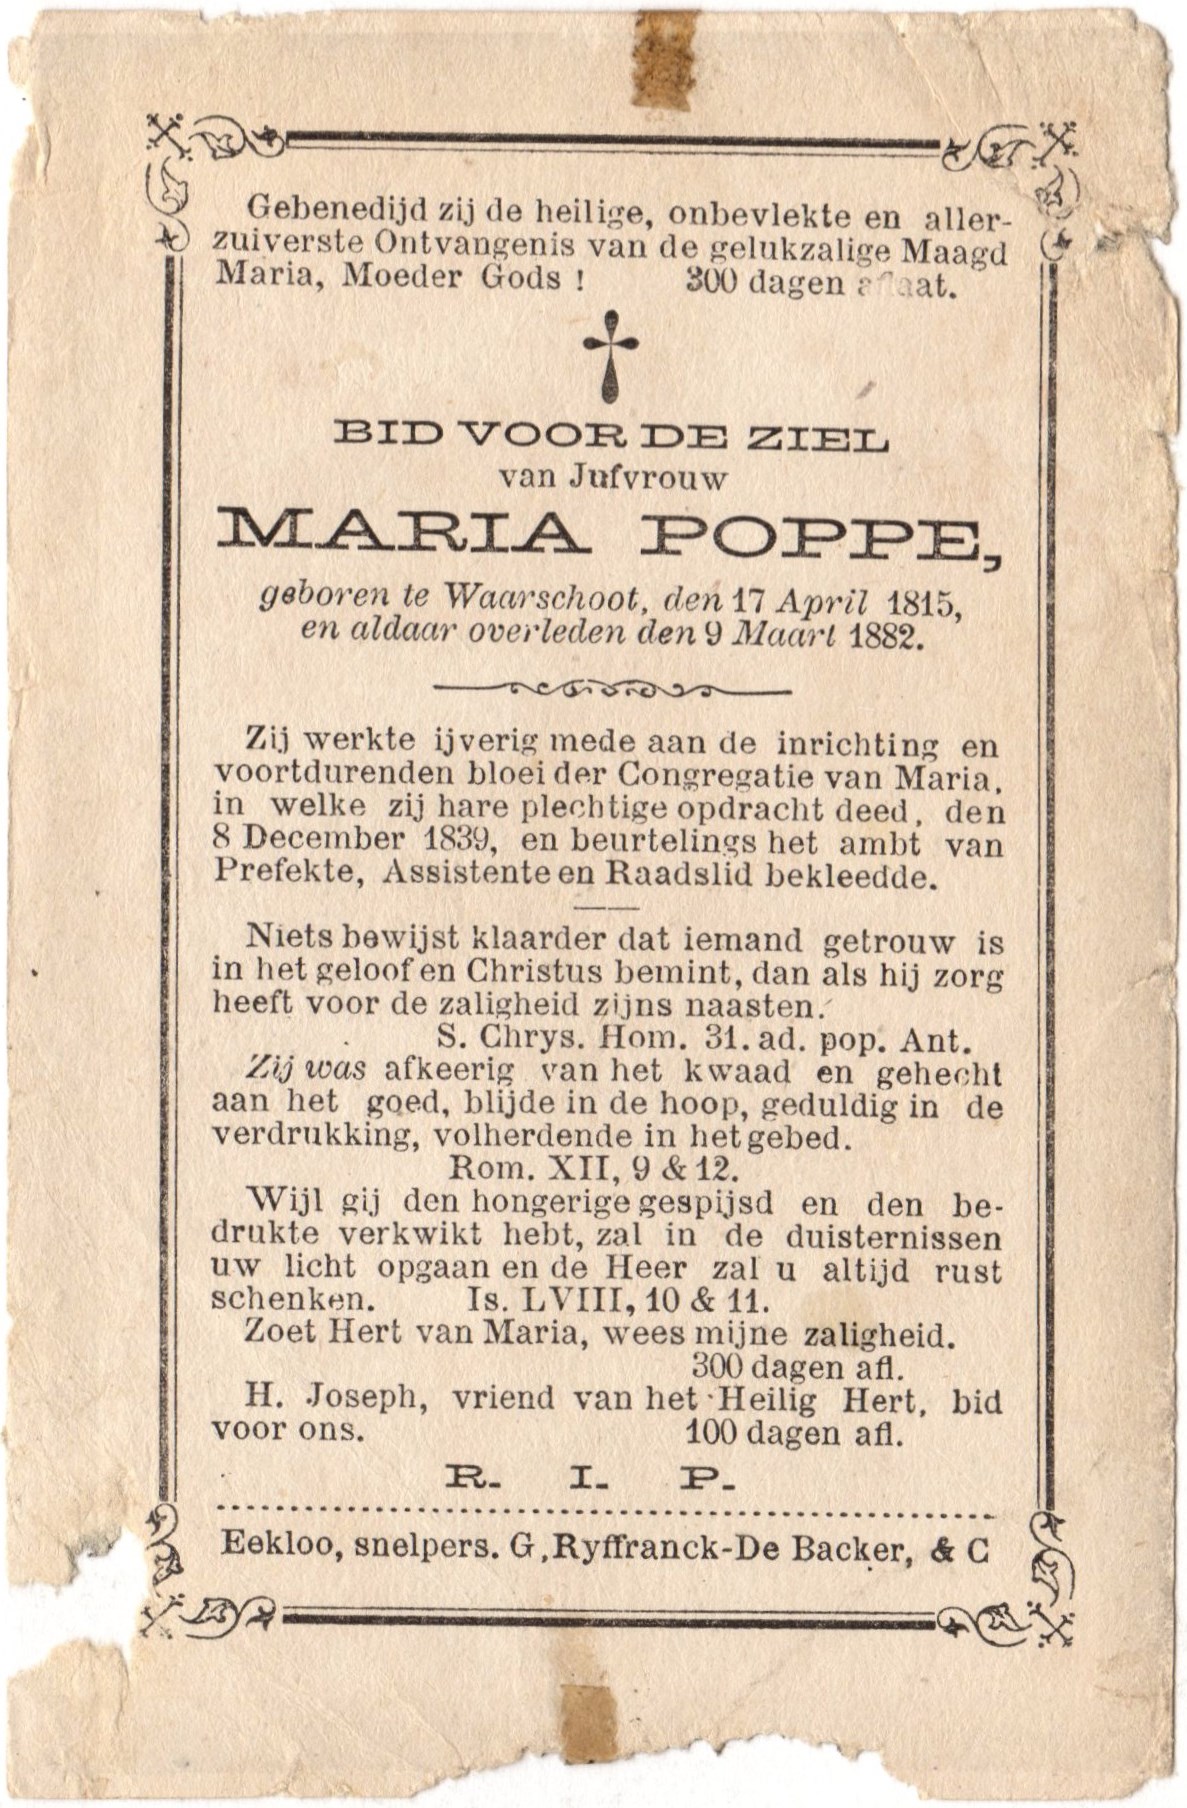 Gebenedijd zij de heilige, onbevlekte en aller-
zuiverste Ontvangenis van de gelukzalige Maagd
Maria, Moeder Gods ! 300 dagen aflaat.
BID VOOR DE ZIEL
van Jufvrouw
MARIA POPPE,
geboren te Waarschoot, den 17 April 1815,
en aldaar overleden den 9 Maart 1882.
Zij werkte ijverig mede aan de inrichting en
voortdurenden bloei der Congregatie van Maria,
in welke zij hare plechtige opdracht deed, den
8 December 1839, en beurtelings het ambt van
Prefekte, Assistente en Raadslid bekleedde.
Niets bewijst klaarder dat iemand getrouw is
in het geloof en Christus bemint, dan als hij zorg
heeft voor de zaligheid zijns naasten.
S. Chrys. Hom. 31. ad. pop. Ant.
Zij was afkeerig van het kwaad en gehecht
aan het goed, blijde in de hoop, geduldig in de
verdrukking, volherdende in het gebed.
Rom. XII, 9 & 12.
Wijl gij den hongerige gespijsd en den be-
drukte verkwikt hebt, zal in de duisternissen
uw licht opgaan en de Heer zal u altijd rust
schenken. Is. LVIII, 10 & 11.
Zoet Hert van Maria, wees mijne zaligheid.
300 dagen afl.
H. Joseph, vriend van het Heilig Hert, bid
voor ons. 100 dagen afl.
R. I. P.
Eekloo, snelpers. G, Ryffranck-De Backer, & C